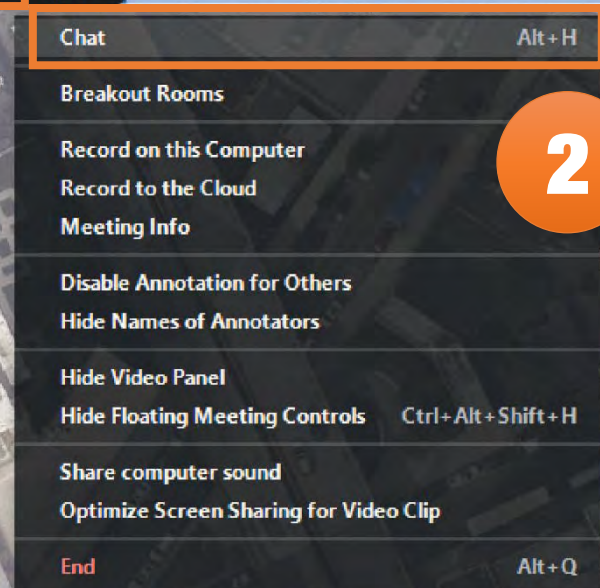 Chat Alt+H
Breakout Rooms
2
Record on this Computer
Record to the Cloud
Meeting Info
Disable Annotation for Others
Hide Names of Annotators
Hide Video Panel
Hide Floating Meeting Controls Ctrl+Alt+Shift+H
Share computer sound
Optimize Screen Sharing for Video Clip
End Alt+Q